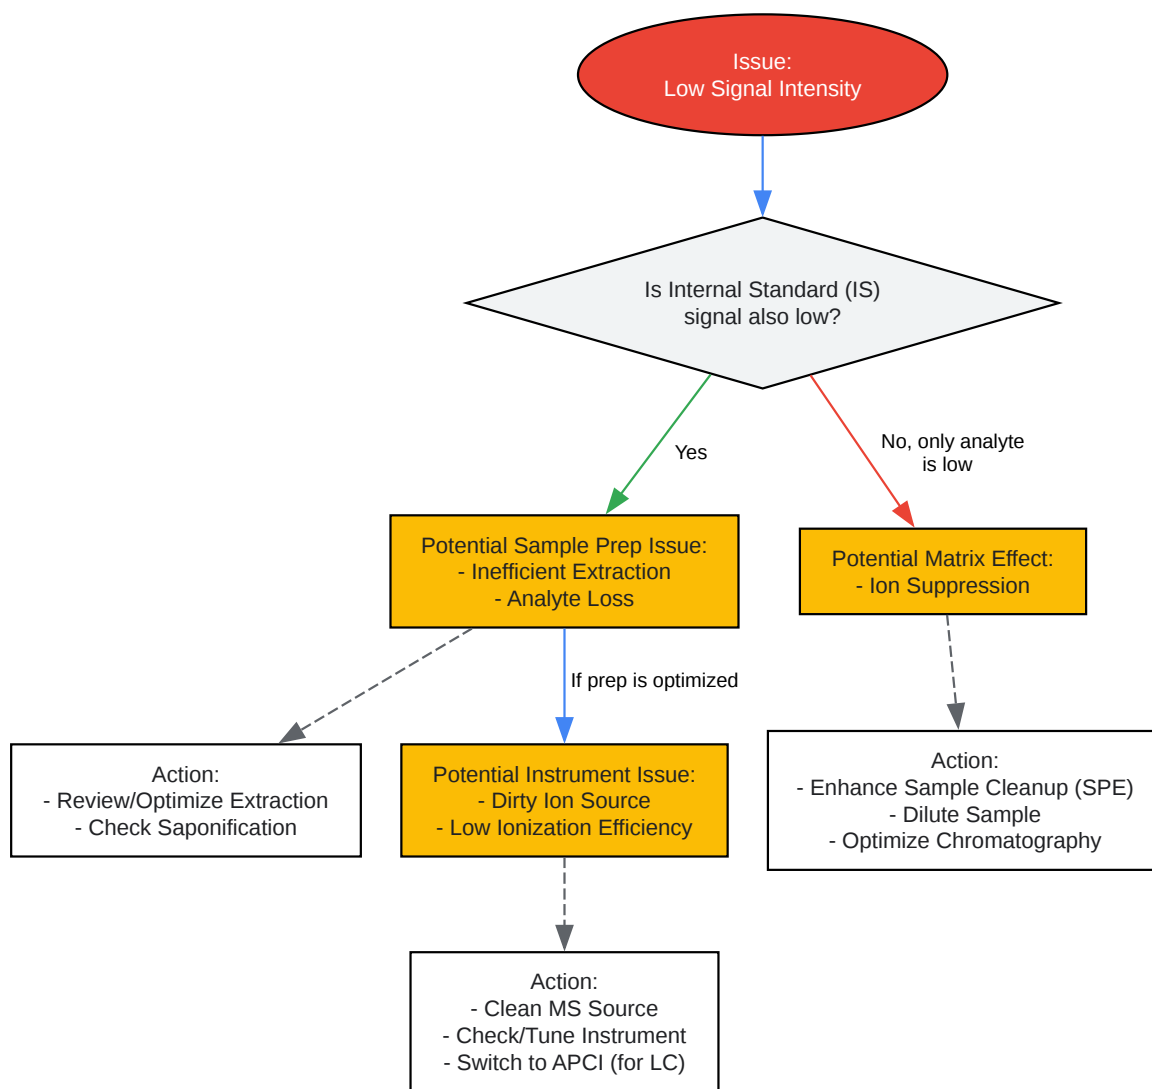 Issue:
Low Signal Intensity
Is Internal Standard (IS)
signal also low?
Yes
No, only analyte
is low
Potential Sample Prep Issue:
- Inefficient Extraction
- Analyte Loss
Potential Matrix Effect:
- Ion Suppression
If prep is optimized
Action:
- Review/Optimize Extraction
- Check Saponification
Potential Instrument Issue:
- Dirty Ion Source
- Low Ionization Efficiency
Action:
- Enhance Sample Cleanup (SPE)
- Dilute Sample
- Optimize Chromatography
Action:
- Clean MS Source
- Check/Tune Instrument
- Switch to APCI (for LC)